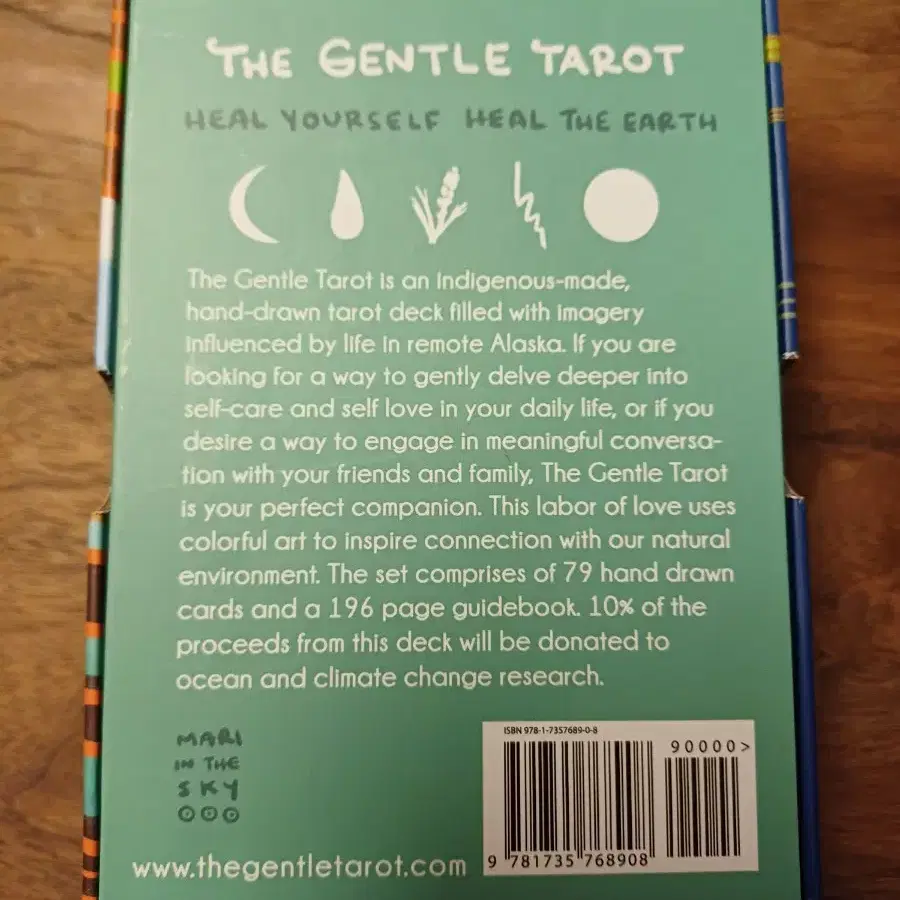 THE GENTLE TAROT
HEAL YOURSELF HEAL THE EARTH
The Gentle Tarot is an Indigenous-made,
hand-drawn tarot deck filled with imagery
influenced by life in remote Alaska. If you are
looking for a way to gently delve deeper into
self-care and self love in your daily life, or if you
desire a way to engage in meaningful conversa-
tion with your friends and family, The Gentle Tarot
is your perfect companion. This labor of love uses
colorful art to inspire connection with our natural
environment. The set comprises of 79 hand drawn
cards and a 196 page guidebook. 10% of the
proceeds from this deck will be donated to
ocean and climate change research.
MARI
IN THE
SKY
www.thegentletarot.com
ISBN 978-1-7357689-0-8
90000>
9 781735 768908